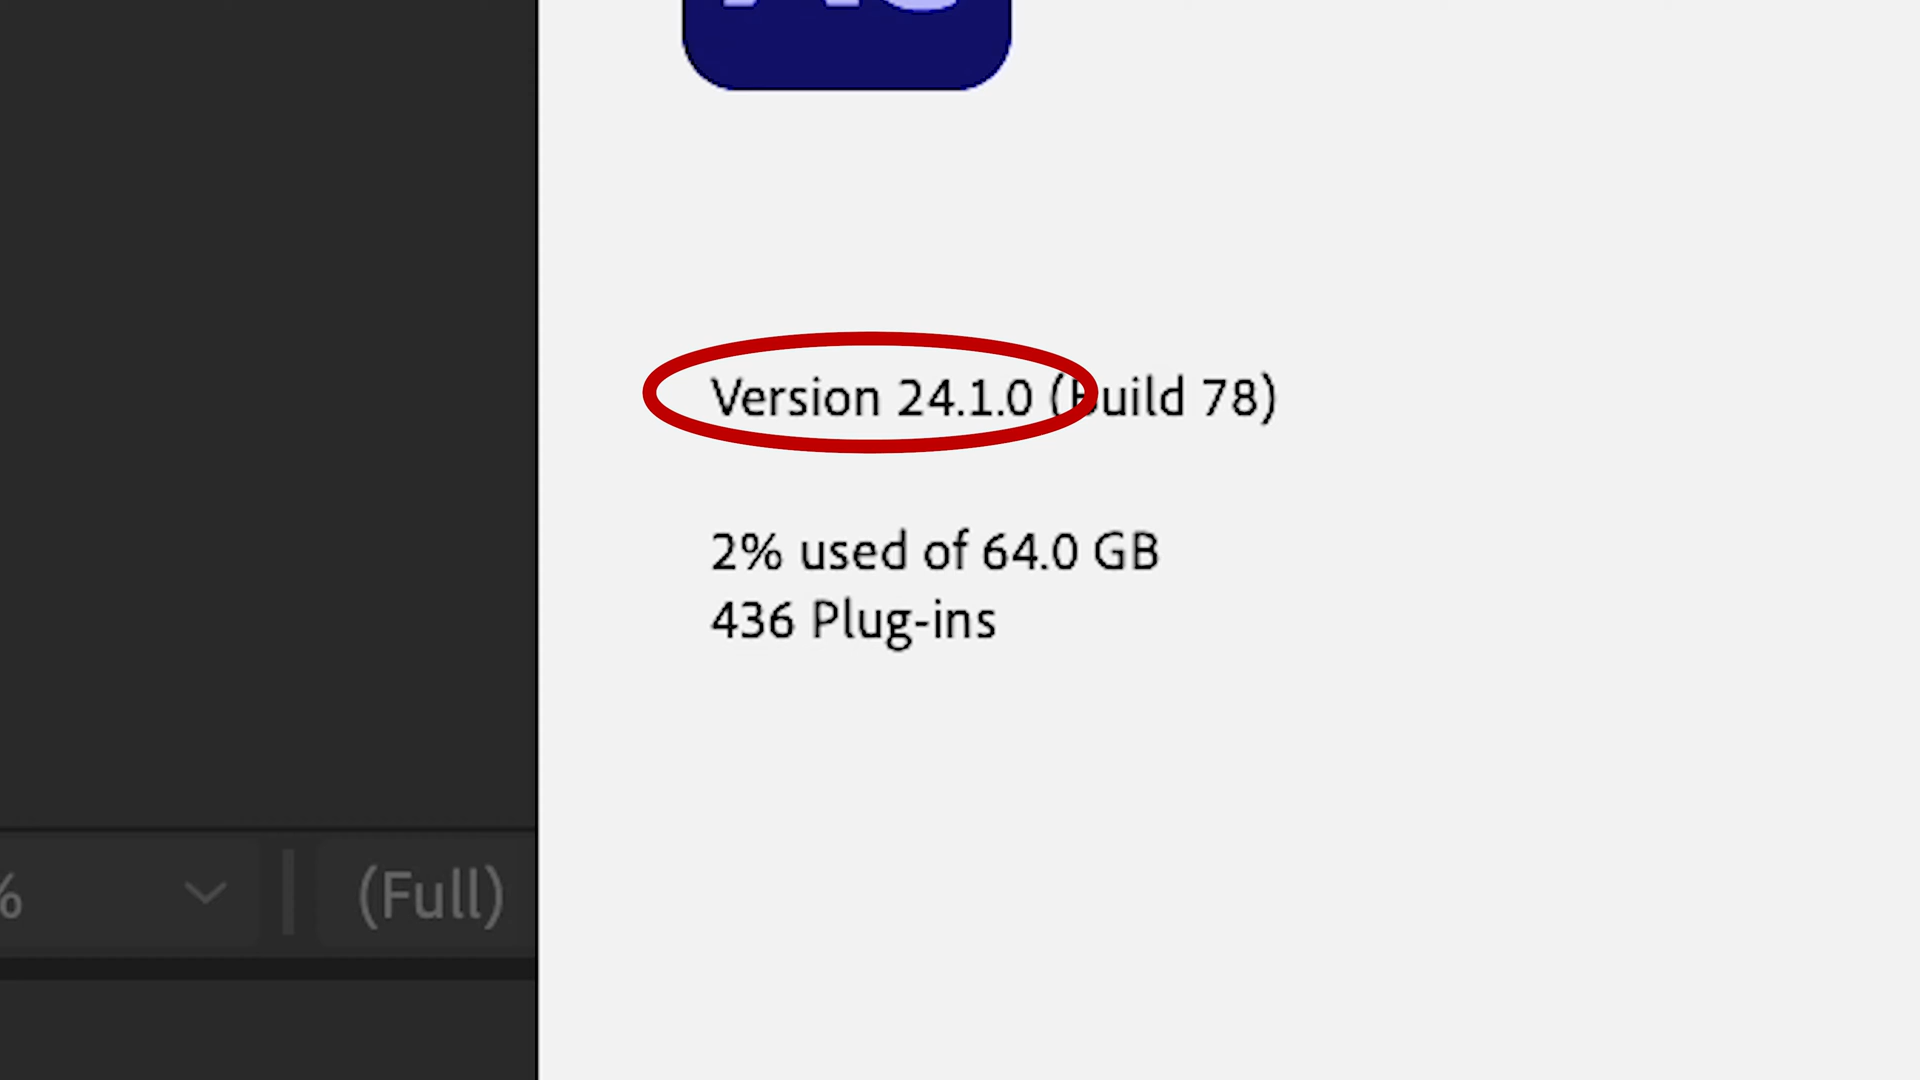 Version 24.1.0 (Build 78)
2% used of 64.0 GB
436 Plug-ins
% (Full)